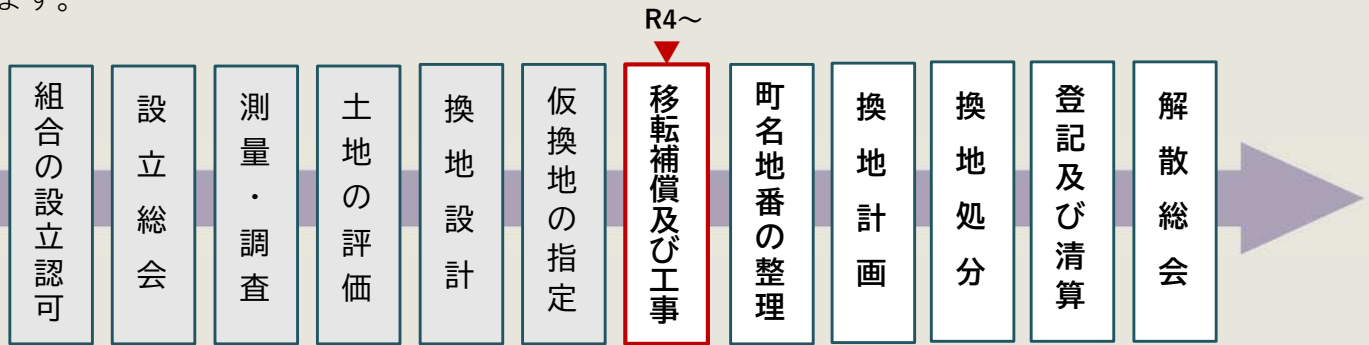 ます。
R4～
組合の設立認可
設立総会
測量・調査
土地の評価
換地設計
仮換地の指定
移転補償及び工事
町名地番の整理
換地計画
換地処分
登記及び清算
解散総会